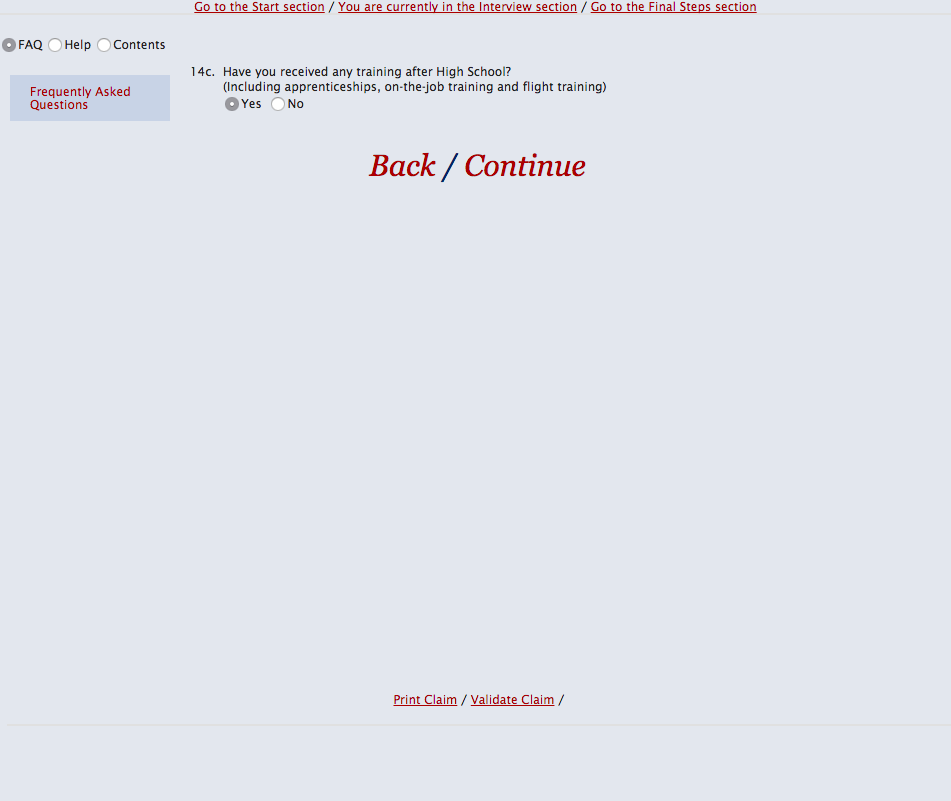 Go to the Start section / You are currently in the Interview section / Go to the Final Steps section
FAQ Help Contents
14c. Have you received any training after High School?
(Including apprenticeships, on-the-job training and flight training)
Yes No
Frequently Asked
Questions
Back / Continue
Print Claim / Validate Claim /